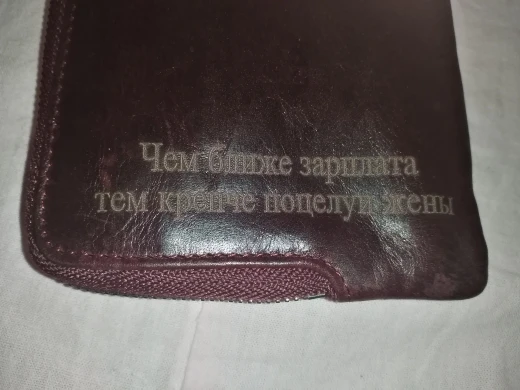 Чем ближе зарплата
тем крепче поцелуи жены